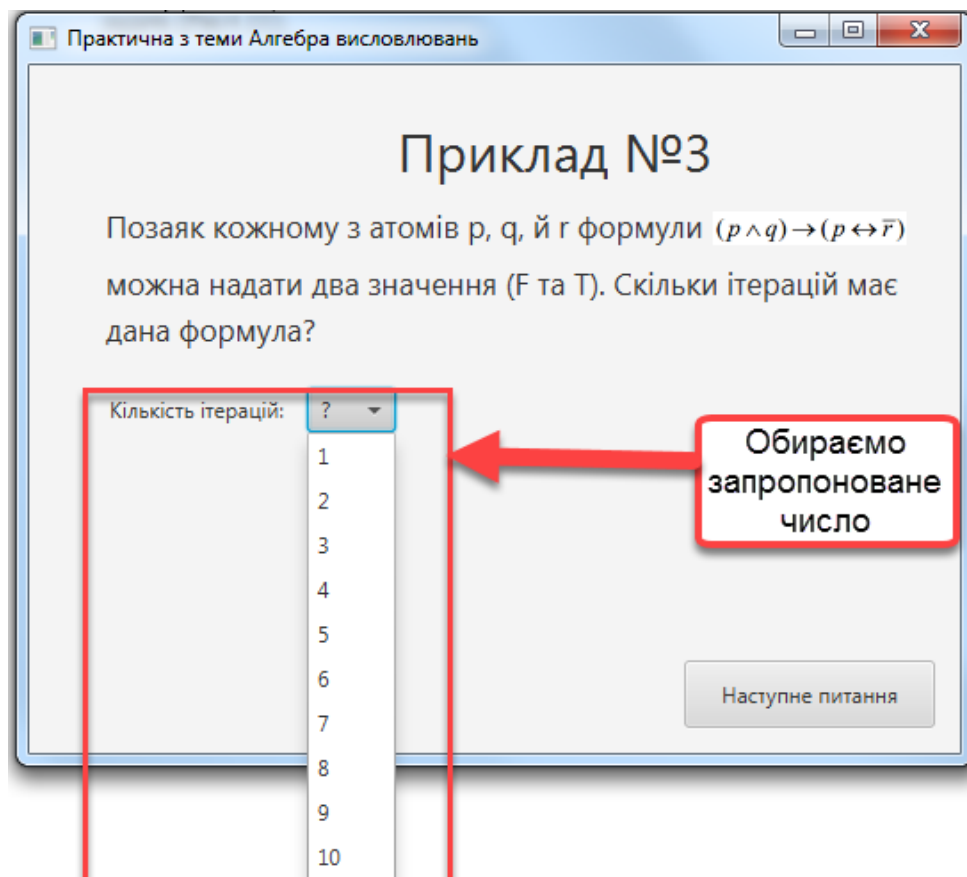 Практична з теми Алгебра висловлювань
Приклад №3
Позаяк кожному з атомів p, q, й r формули (p∧q)→(p↔r̅)
можна надати два значення (F та T). Скільки ітерацій має
дана формула?
Кількість ітерацій: ?
1
2
3
4
5
6
7
8
9
10
Обираємо
запропоноване
число
Наступне питання